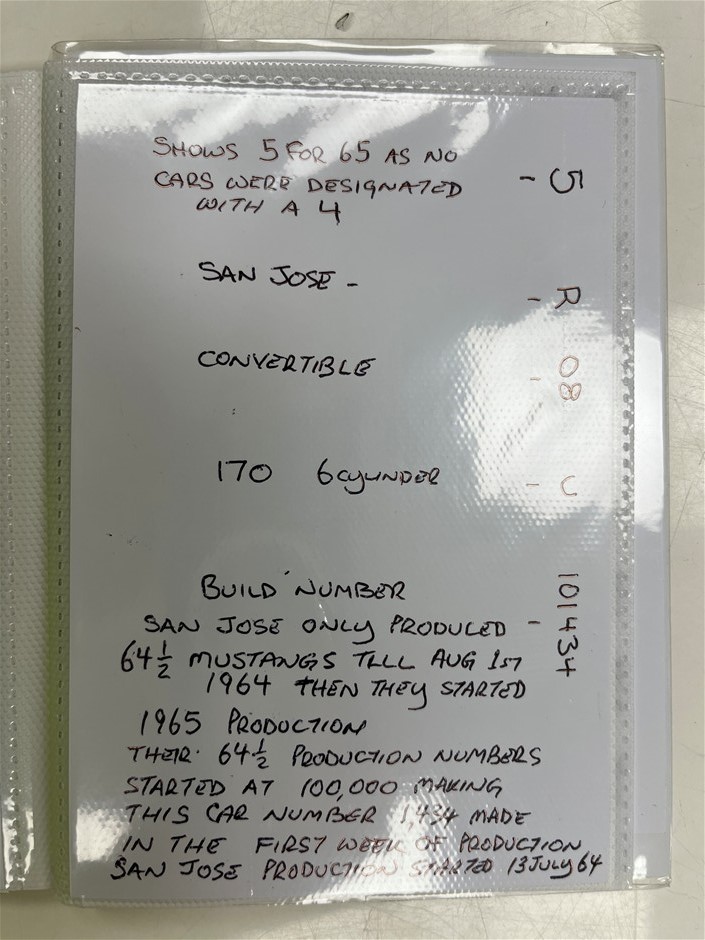 SHOWS 5 FOR 65 AS NO
CARS WERE DESIGNATED
WITH A 4
- 5
SAN JOSE -
- R
CONVERTIBLE
- 08
170 6 CYLINDER
- U
BUILD NUMBER
SAN JOSE ONLY PRODUCED - 101434
64½ MUSTANGS TILL AUG 1ST
1964 THEN THEY STARTED
1965 PRODUCTION
THEIR 64½ PRODUCTION NUMBERS
STARTED AT 100,000 MAKING
THIS CAR NUMBER 1,434 MADE
IN THE FIRST WEEK OF PRODUCTION
SAN JOSE PRODUCTION STARTED 13 JULY 64